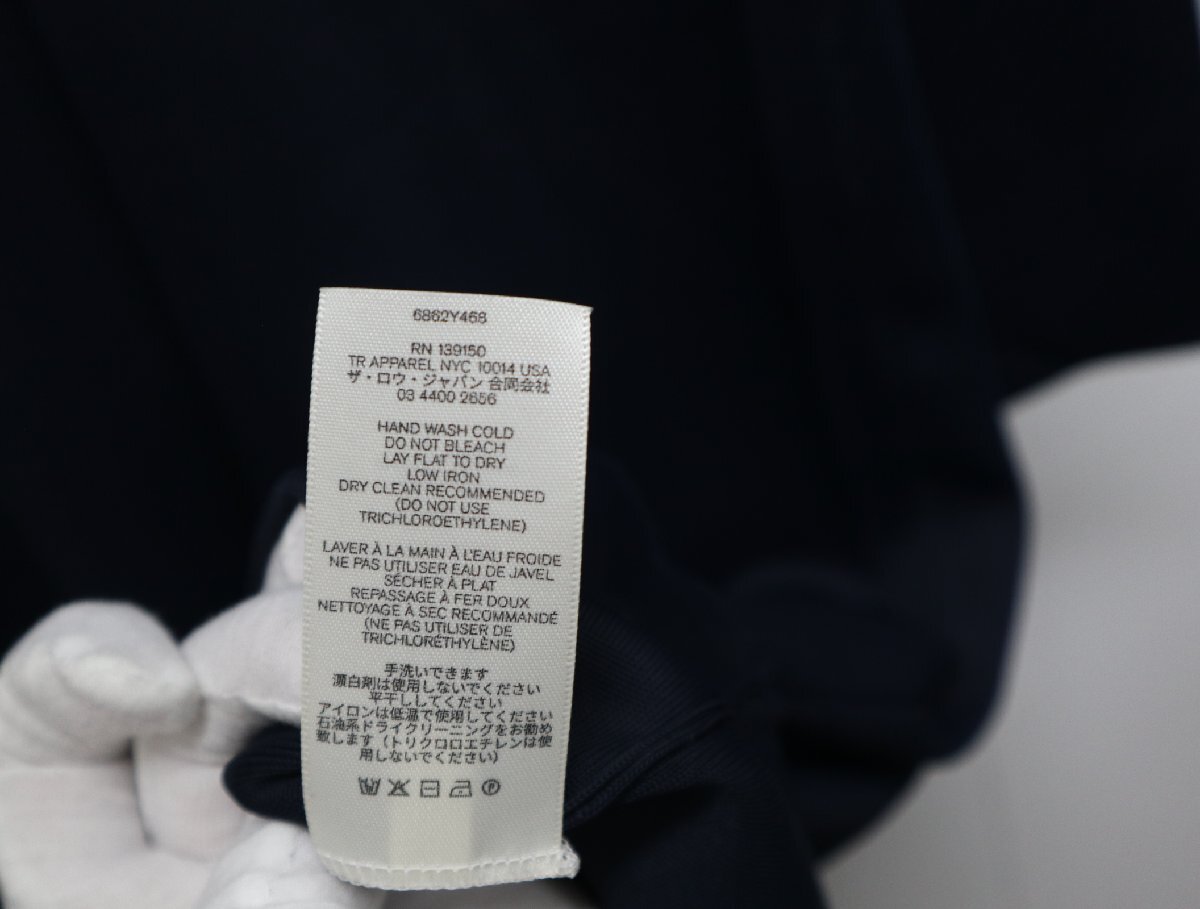 6862Y468
RN 139150
TR APPAREL NYC 10014 USA
ザ・ロウ・ジャパン 合同会社
03 4400 2656
HAND WASH COLD
DO NOT BLEACH
LAY FLAT TO DRY
LOW IRON
DRY CLEAN RECOMMENDED
(DO NOT USE
TRICHLOROETHYLENE)
LAVER À LA MAIN À L'EAU FROIDE
NE PAS UTILISER EAU DE JAVEL
SÉCHER À PLAT
REPASSAGE À FER DOUX
NETTOYAGE À SEC RECOMMANDÉ
(NE PAS UTILISER DE
TRICHLORÉTHYLÈNE)
手洗いできます
漂白剤は使用しないでください
平干ししてください
アイロンは低温で使用してください
石油系ドライクリーニングをお勧め
致します（トリクロロエチレンは使
用しないでください）